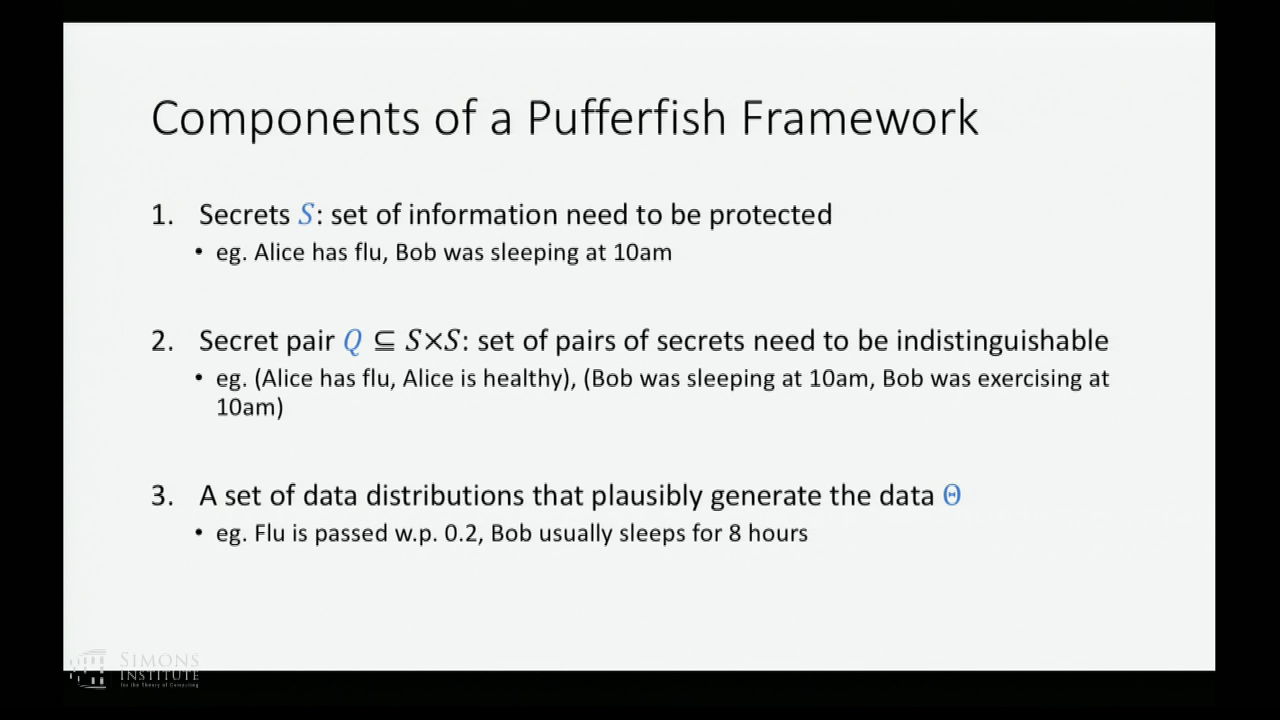 Components of a Pufferfish Framework
1. Secrets S: set of information need to be protected
• eg. Alice has flu, Bob was sleeping at 10am
2. Secret pair Q ⊆ S×S: set of pairs of secrets need to be indistinguishable
• eg. (Alice has flu, Alice is healthy), (Bob was sleeping at 10am, Bob was exercising at
10am)
3. A set of data distributions that plausibly generate the data Θ
• eg. Flu is passed w.p. 0.2, Bob usually sleeps for 8 hours
SIMONS
INSTITUTE
for the Theory of Computing